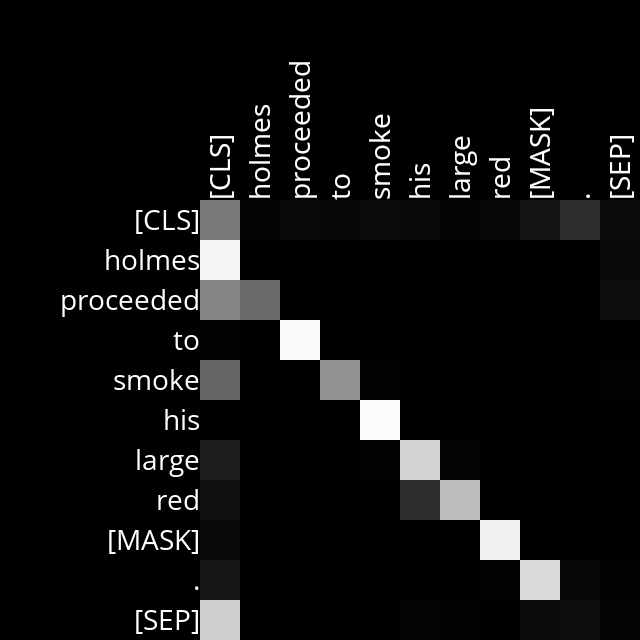 [CLS] holmes proceeded to smoke his large red [MASK] . [SEP]
[CLS]
holmes
proceeded
to
smoke
his
large
red
[MASK]
.
[SEP]